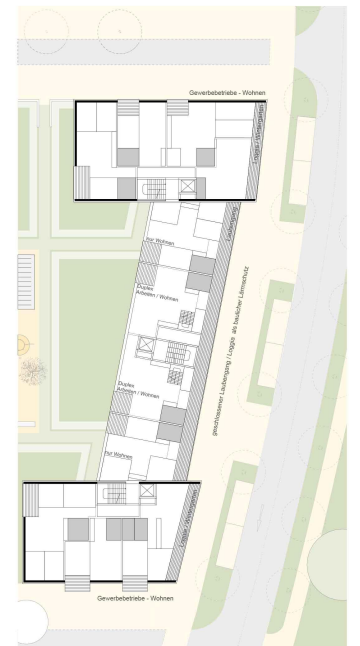 Gewerbebetriebe - Wohnen
Loggia / Wintergarten
Laubengang
nur Wohnen
Duplex
Arbeiten / Wohnen
geschlossener Laubengang / Loggia als baulicher Lärmschutz
Duplex
Arbeiten / Wohnen
nur Wohnen
Loggia / Wintergarten
Gewerbebetriebe - Wohnen